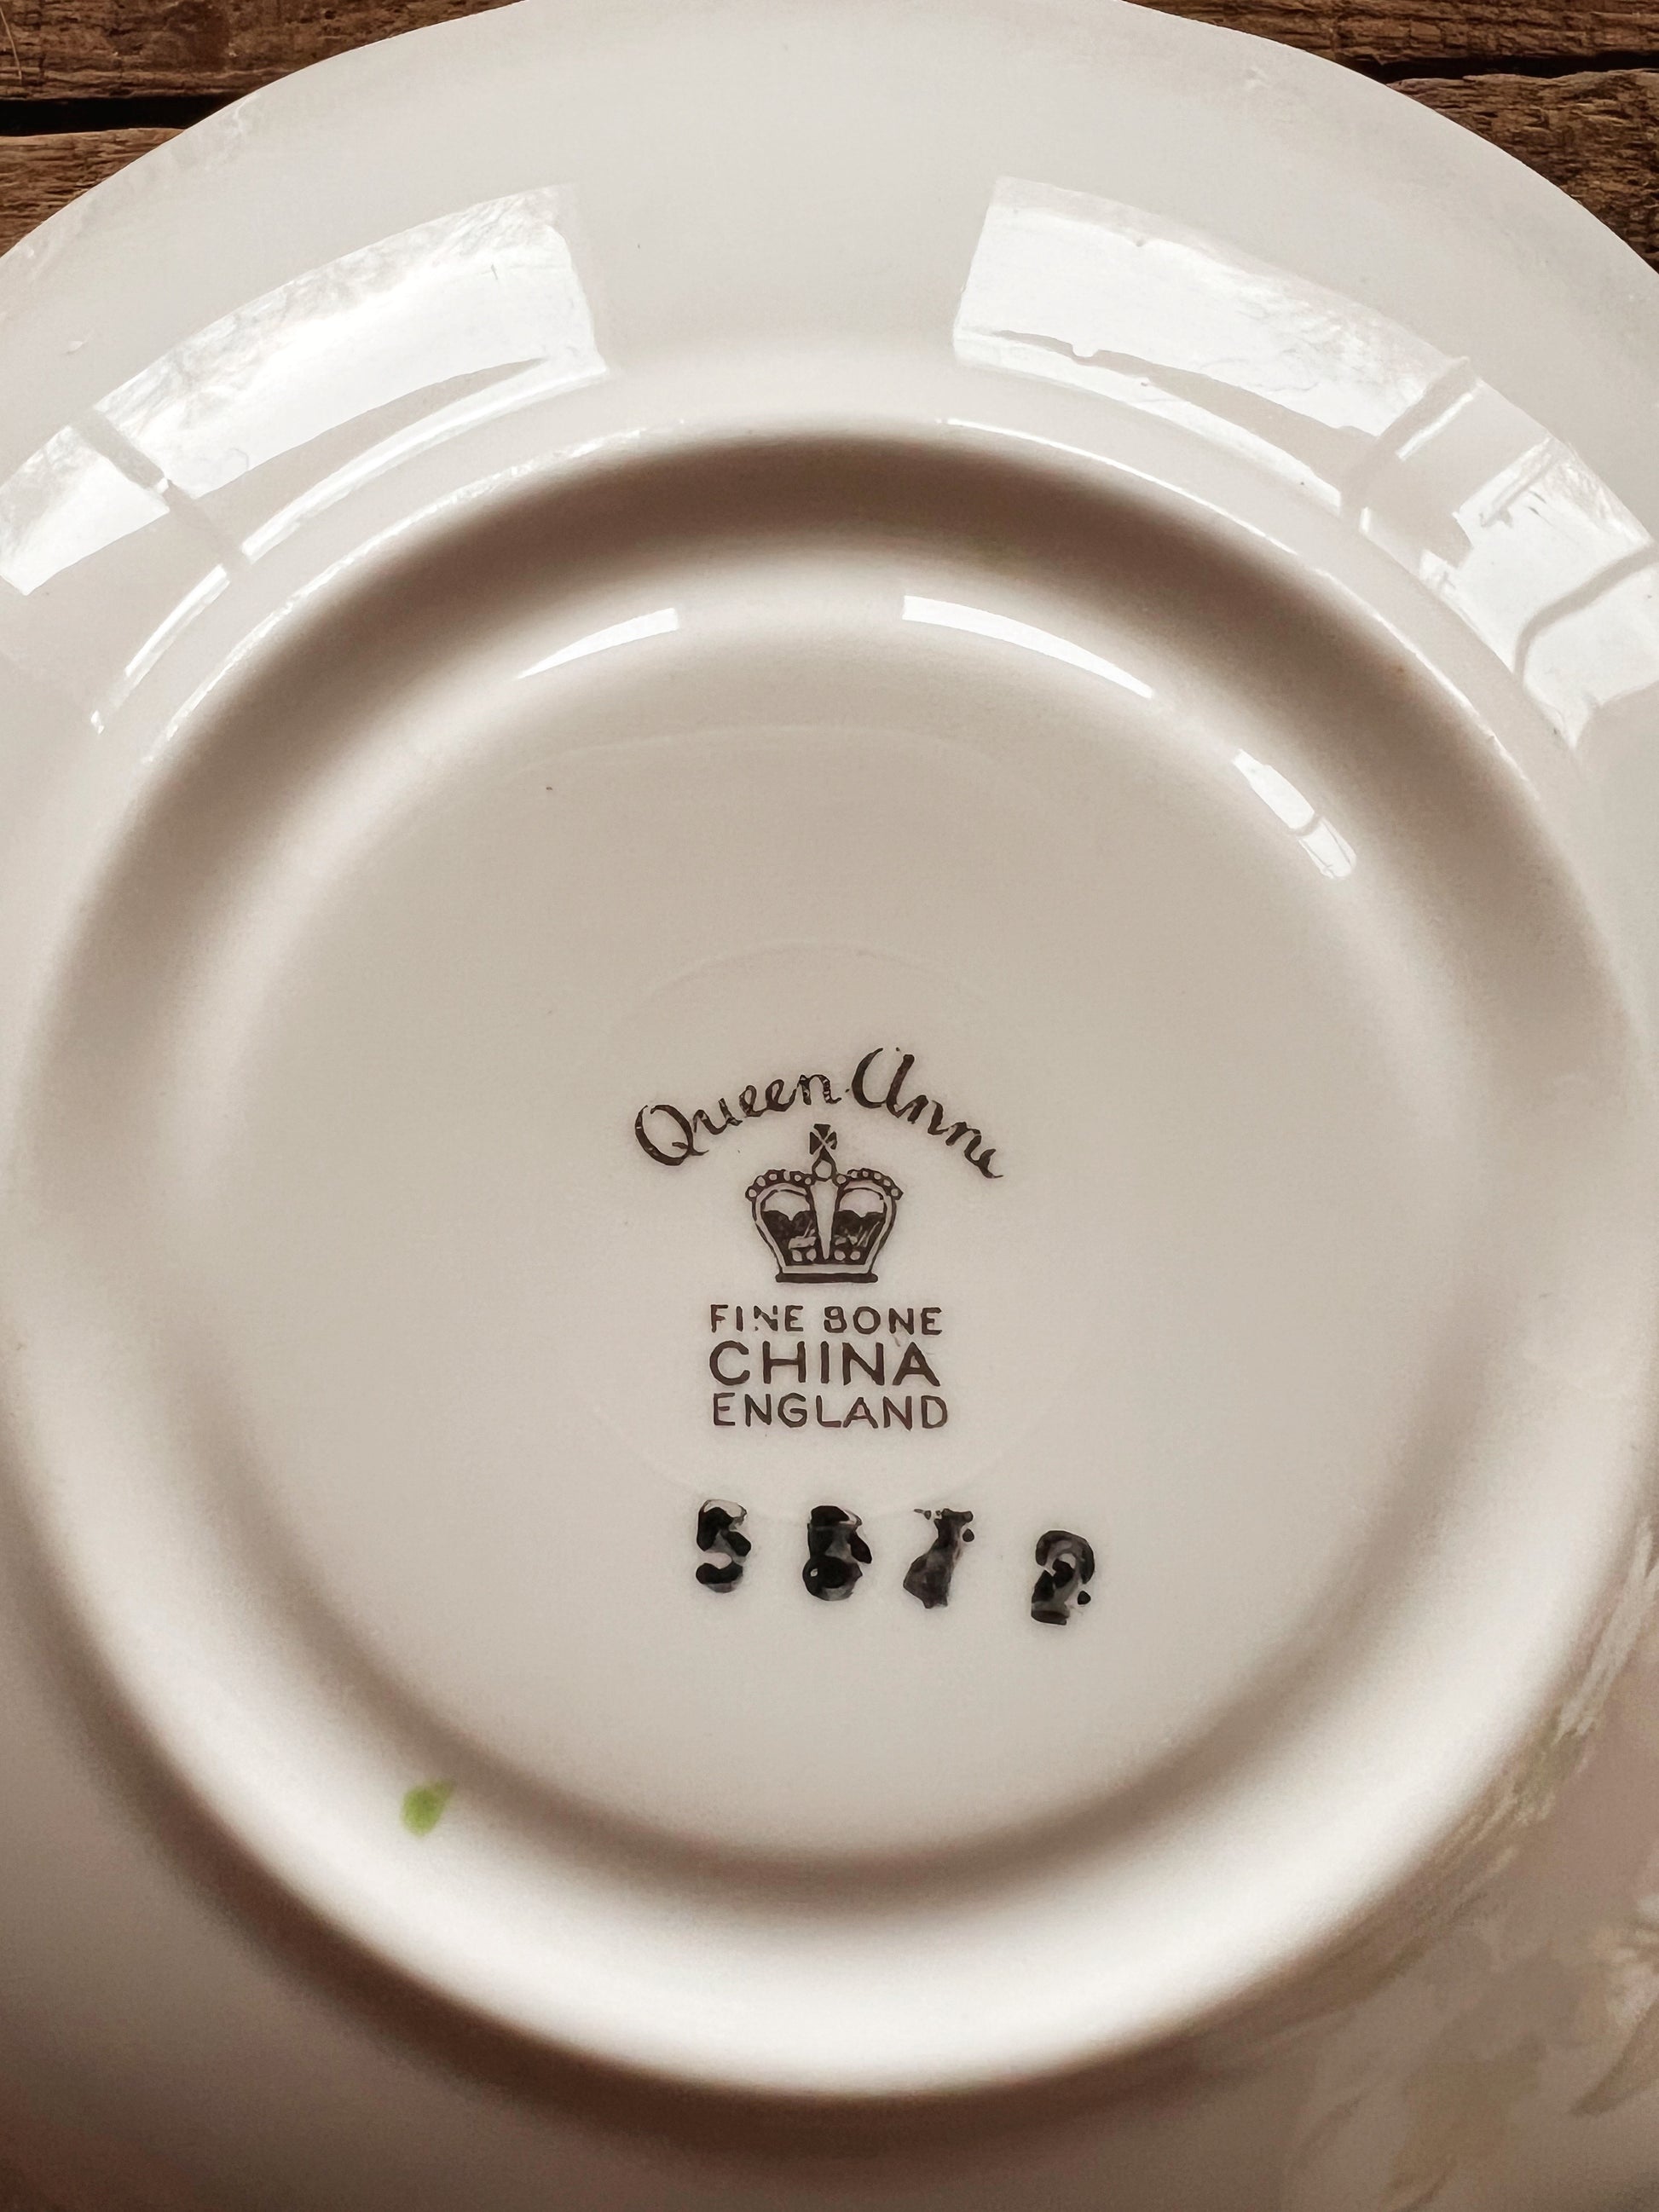 Queen Anne
FINE BONE
CHINA
ENGLAND